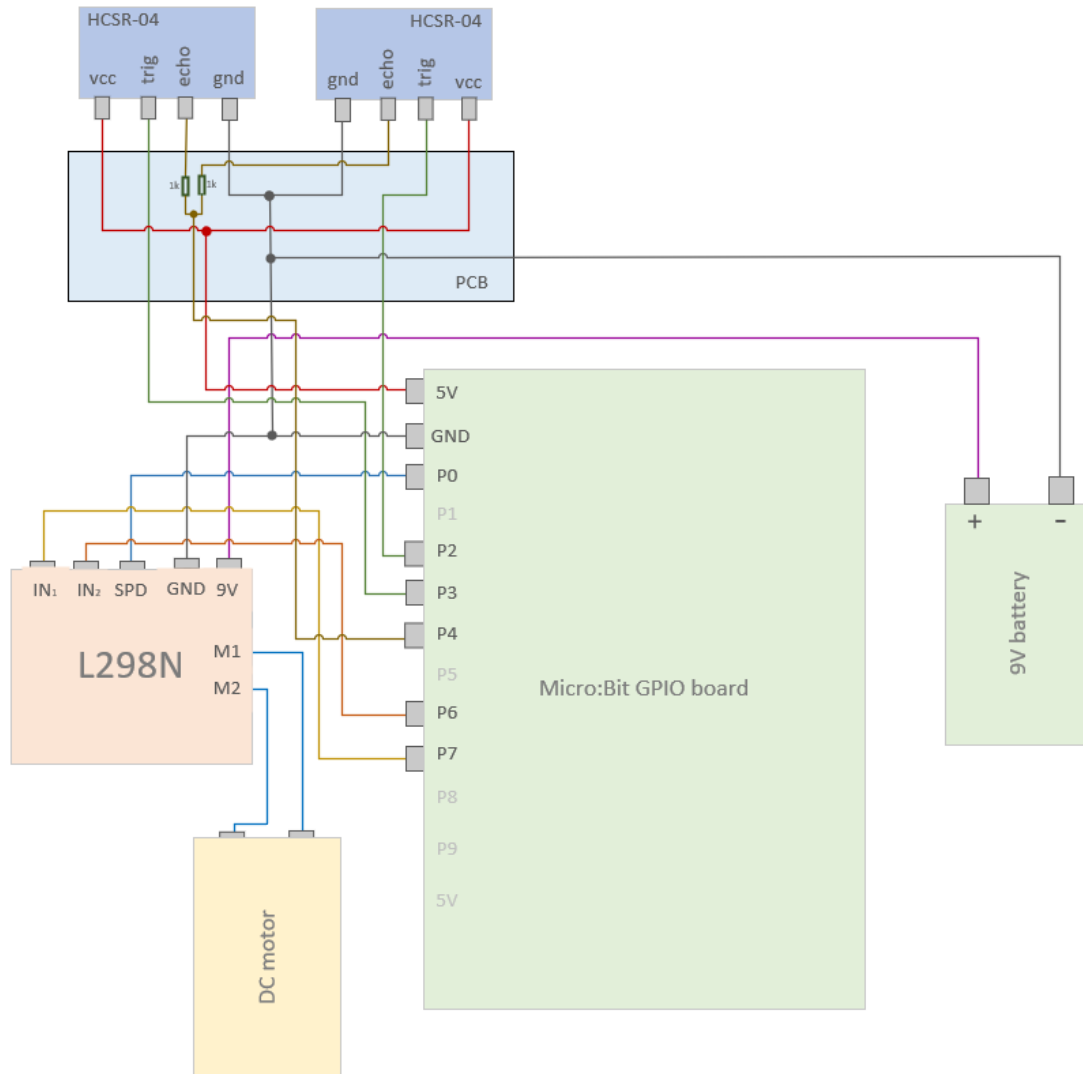 HCSR-04
vcc
trig
echo
gnd
HCSR-04
gnd
echo
trig
vcc
1k
1k
PCB
5V
GND
P0
P1
P2
P3
P4
P5
P6
P7
P8
P9
5V
Micro:Bit GPIO board
+
−
9V battery
IN₁
IN₂
SPD
GND
9V
L298N
M1
M2
DC motor